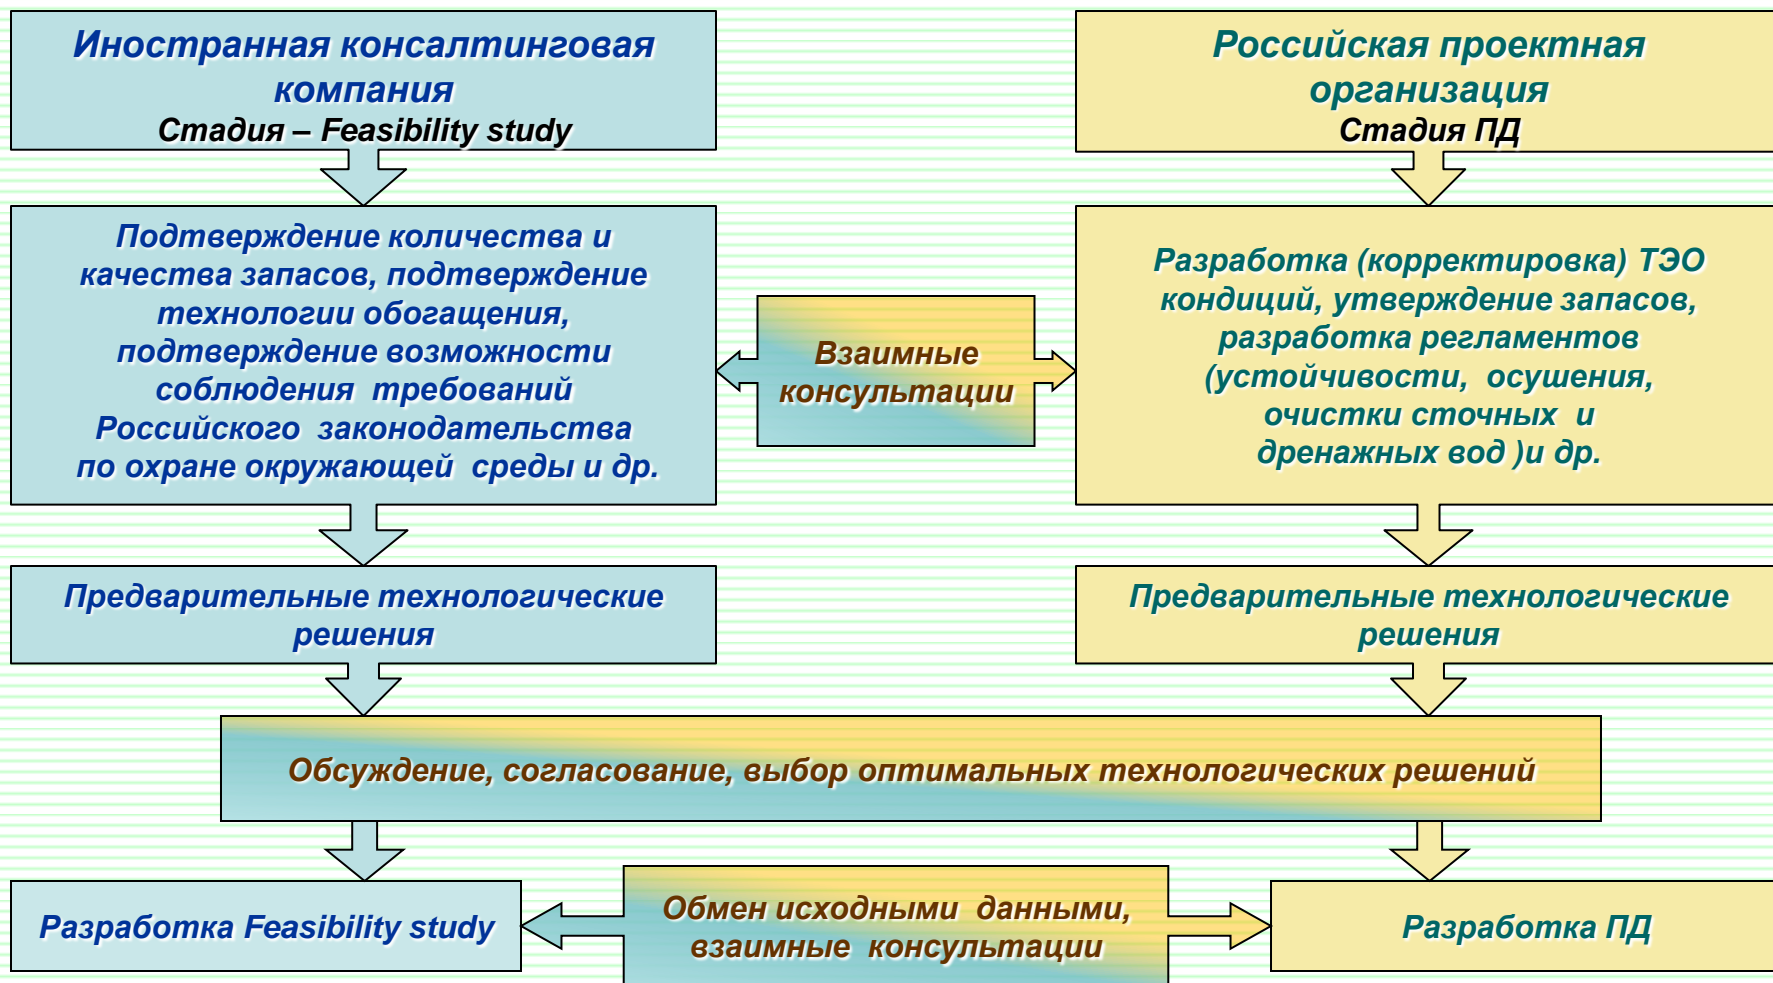 Иностранная консалтинговая
компания
Стадия – Feasibility study
Российская проектная
организация
Стадия ПД
Подтверждение количества и
качества запасов, подтверждение
технологии обогащения,
подтверждение возможности
соблюдения требований
Российского законодательства
по охране окружающей среды и др.
Взаимные
консультации
Разработка (корректировка) ТЭО
кондиций, утверждение запасов,
разработка регламентов
(устойчивости, осушения,
очистки сточных и
дренажных вод )и др.
Предварительные технологические
решения
Предварительные технологические
решения
Обсуждение, согласование, выбор оптимальных технологических решений
Разработка Feasibility study
Обмен исходными данными,
взаимные консультации
Разработка ПД